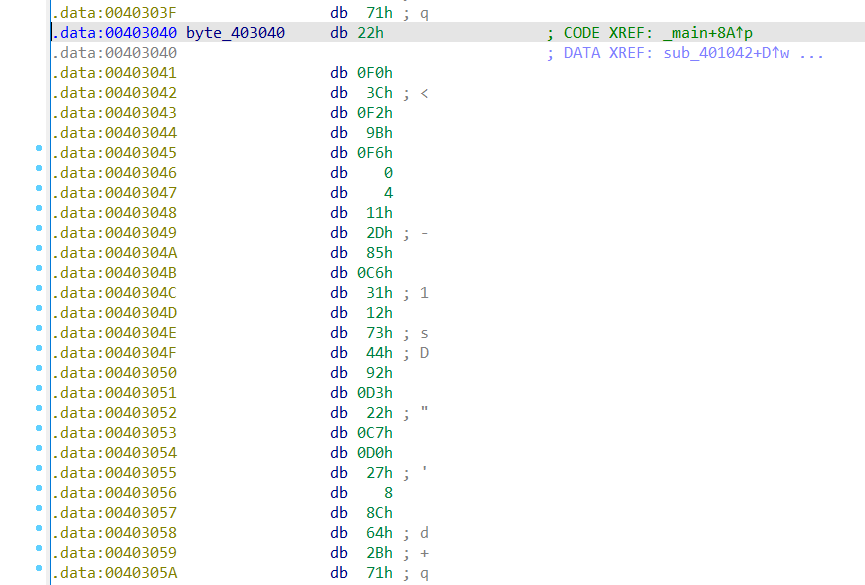 .data:0040303F db 71h ; q
.data:00403040 byte_403040 db 22h ; CODE XREF: _main+8A↑p
.data:00403040 ; DATA XREF: sub_401042+D↑w ...
.data:00403041 db 0F0h
.data:00403042 db 3Ch ; <
.data:00403043 db 0F2h
.data:00403044 db 9Bh
.data:00403045 db 0F6h
.data:00403046 db 0
.data:00403047 db 4
.data:00403048 db 11h
.data:00403049 db 2Dh ; -
.data:0040304A db 85h
.data:0040304B db 0C6h
.data:0040304C db 31h ; 1
.data:0040304D db 12h
.data:0040304E db 73h ; s
.data:0040304F db 44h ; D
.data:00403050 db 92h
.data:00403051 db 0D3h
.data:00403052 db 22h ; "
.data:00403053 db 0C7h
.data:00403054 db 0D0h
.data:00403055 db 27h ; '
.data:00403056 db 8
.data:00403057 db 8Ch
.data:00403058 db 64h ; d
.data:00403059 db 2Bh ; +
.data:0040305A db 71h ; q